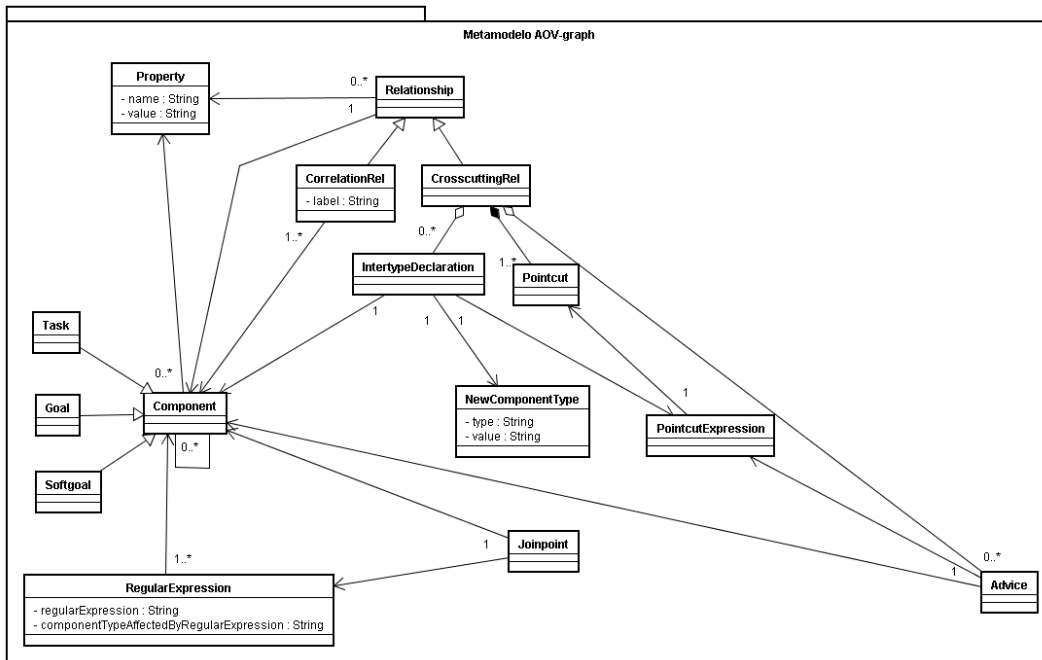 Metamodelo AOV-graph
Property
- name : String
- value : String
0..*
Relationship
1
CorrelationRel
- label : String
CrosscuttingRel
1..*
0..*
IntertypeDeclaration
1..*
Pointcut
1
1
1
Task
0..*
Goal
Component
NewComponentType
- type : String
- value : String
1
PointcutExpression
0..*
Softgoal
1
Joinpoint
1..*
0..*
1
Advice
RegularExpression
- regularExpression : String
- componentTypeAffectedByRegularExpression : String